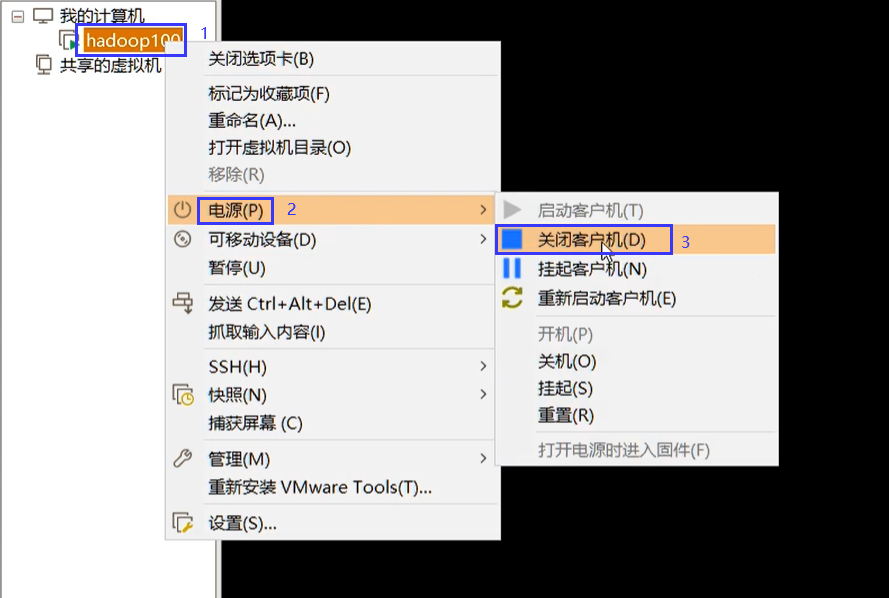 我的计算机
hadoop100 1
共享的虚拟机
关闭选项卡(B)
标记为收藏项(F)
重命名(A)...
打开虚拟机目录(O)
移除(R)
电源(P) 2
可移动设备(D)
暂停(U)
发送 Ctrl+Alt+Del(E)
抓取输入内容(I)
SSH(H)
快照(N)
捕获屏幕 (C)
管理(M)
重新安装 VMware Tools(T)...
设置(S)...
启动客户机(T)
关闭客户机(D) 3
挂起客户机(N)
重新启动客户机(E)
开机(P)
关机(O)
挂起(S)
重置(R)
打开电源时进入固件(F)